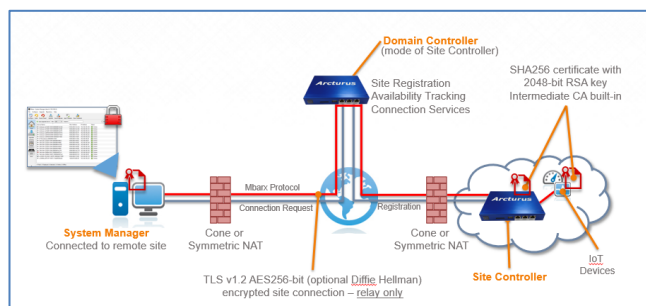 Domain Controller
(mode of Site Controller)
Arcturus
Site Registration
Availability Tracking
Connection Services
SHA256 certificate with
2048-bit RSA key
Intermediate CA built-in
Mbarx Protocol
Connection Request
Registration
System Manager
Connected to remote site
Cone or
Symmetric NAT
Cone
or Symmetric NAT
Arcturus
IoT
Devices
Site Controller
TLS v1.2 AES256-bit (optional Diffie Hellman)
encrypted site connection – relay only